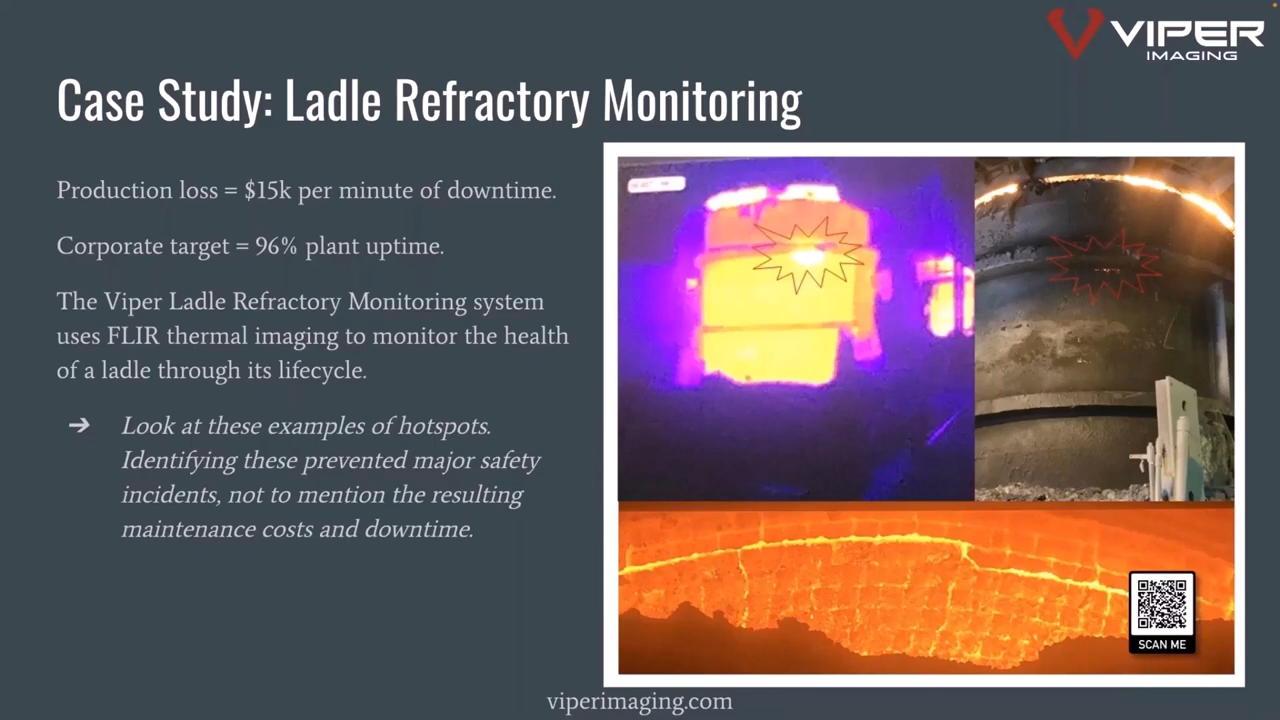 VIPER
IMAGING
Case Study: Ladle Refractory Monitoring
Production loss = $15k per minute of downtime.
Corporate target = 96% plant uptime.
The Viper Ladle Refractory Monitoring system
uses FLIR thermal imaging to monitor the health
of a ladle through its lifecycle.
➔ Look at these examples of hotspots.
Identifying these prevented major safety
incidents, not to mention the resulting
maintenance costs and downtime.
SCAN ME
viperimaging.com